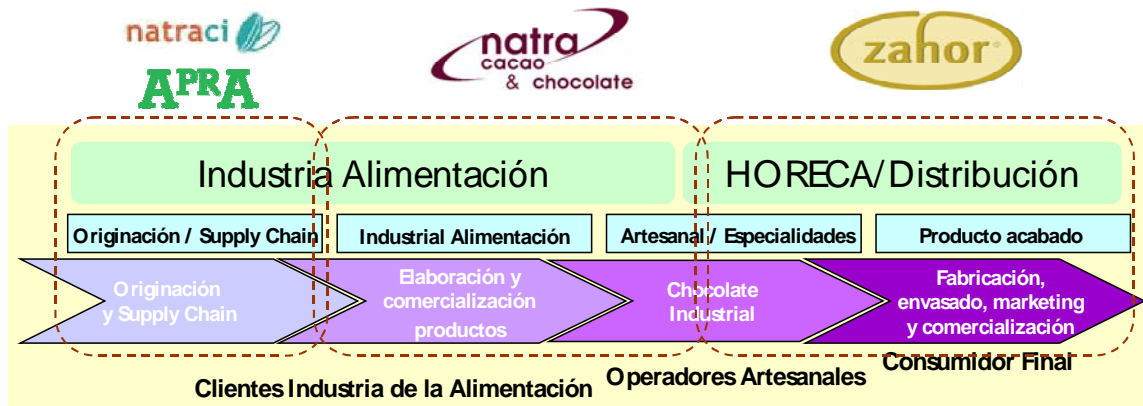 natraci
APRA
natra
cacao
& chocolate
zahor
Industria Alimentación
HORECA/Distribución
Originación / Supply Chain
Industrial Alimentación
Artesanal / Especialidades
Producto acabado
Originación
y Supply Chain
Elaboración y
comercialización
productos
Chocolate
Industrial
Fabricación,
envasado, marketing
y comercialización
Clientes Industria de la Alimentación
Operadores Artesanales
Consumidor Final